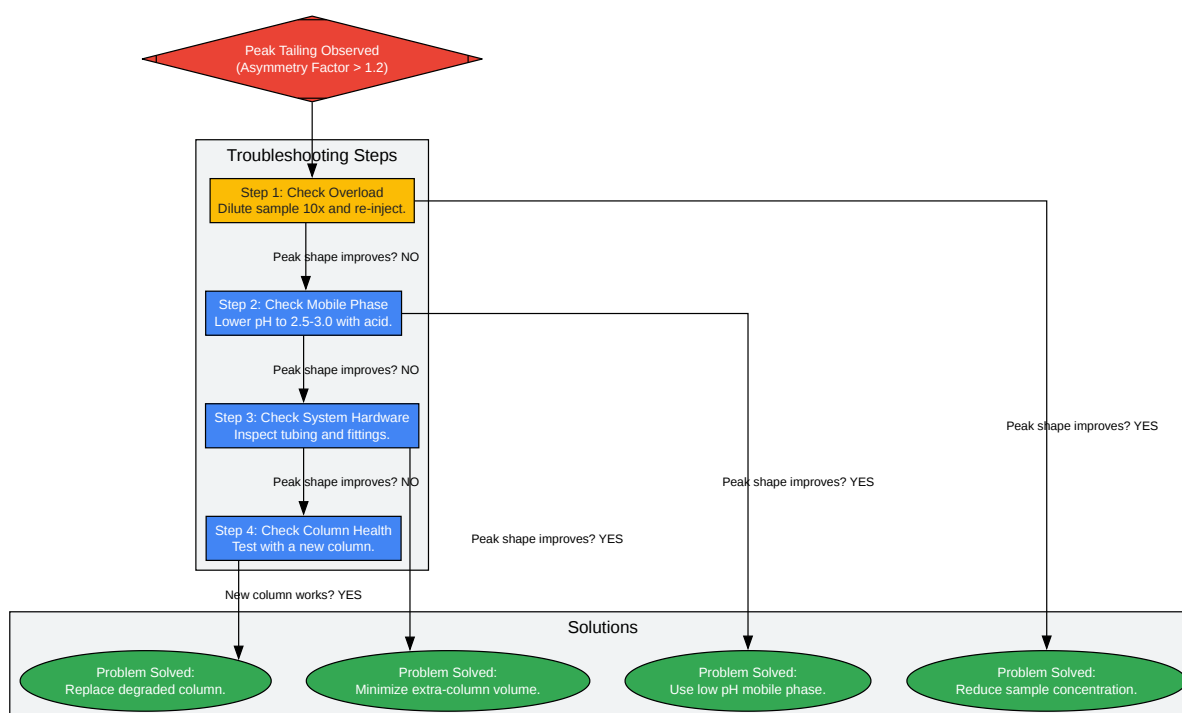 Peak Tailing Observed
(Asymmetry Factor > 1.2)
Troubleshooting Steps
Step 1: Check Overload
Dilute sample 10x and re-inject.
Peak shape improves? NO
Step 2: Check Mobile Phase
Lower pH to 2.5-3.0 with acid.
Peak shape improves? NO
Step 3: Check System Hardware
Inspect tubing and fittings.
Peak shape improves? YES
Peak shape improves? NO
Peak shape improves? YES
Step 4: Check Column Health
Test with a new column.
Peak shape improves? YES
New column works? YES
Solutions
Problem Solved:
Replace degraded column.
Problem Solved:
Minimize extra-column volume.
Problem Solved:
Use low pH mobile phase.
Problem Solved:
Reduce sample concentration.